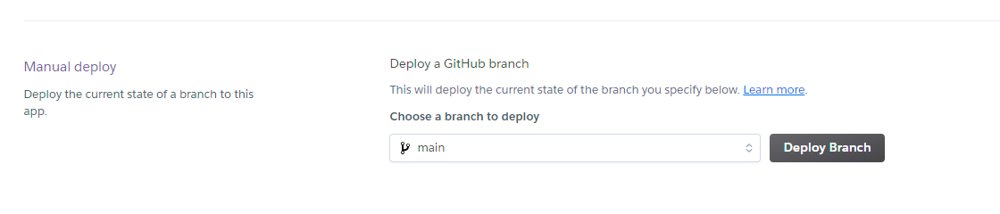 Manual deploy
Deploy the current state of a branch to this
app.
Deploy a GitHub branch
This will deploy the current state of the branch you specify below. Learn more.
Choose a branch to deploy
main
Deploy Branch